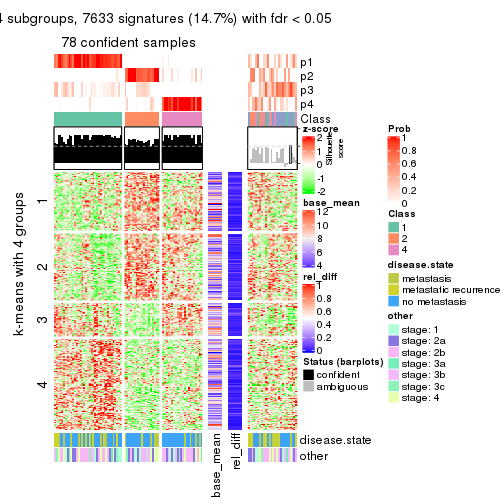 4 subgroups, 7633 signatures (14.7%) with fdr < 0.05
78 confident samples
p1
p2
p3
p4
Class
Silhouette
score
k-means with 4 groups
1
2
3
4
z-score
2
1
0
-1
-2
base_mean
12
10
8
6
4
rel_diff
1
0.8
0.6
0.4
0.2
0
Status (barplots)
confident
ambiguous
Prob
1
0.8
0.6
0.4
0.2
0
Class
1
2
4
disease.state
metastasis
metastatic recurrence
no metastasis
other
stage: 1
stage: 2a
stage: 2b
stage: 3a
stage: 3b
stage: 3c
stage: 4
disease.state
other
base_mean
rel_diff